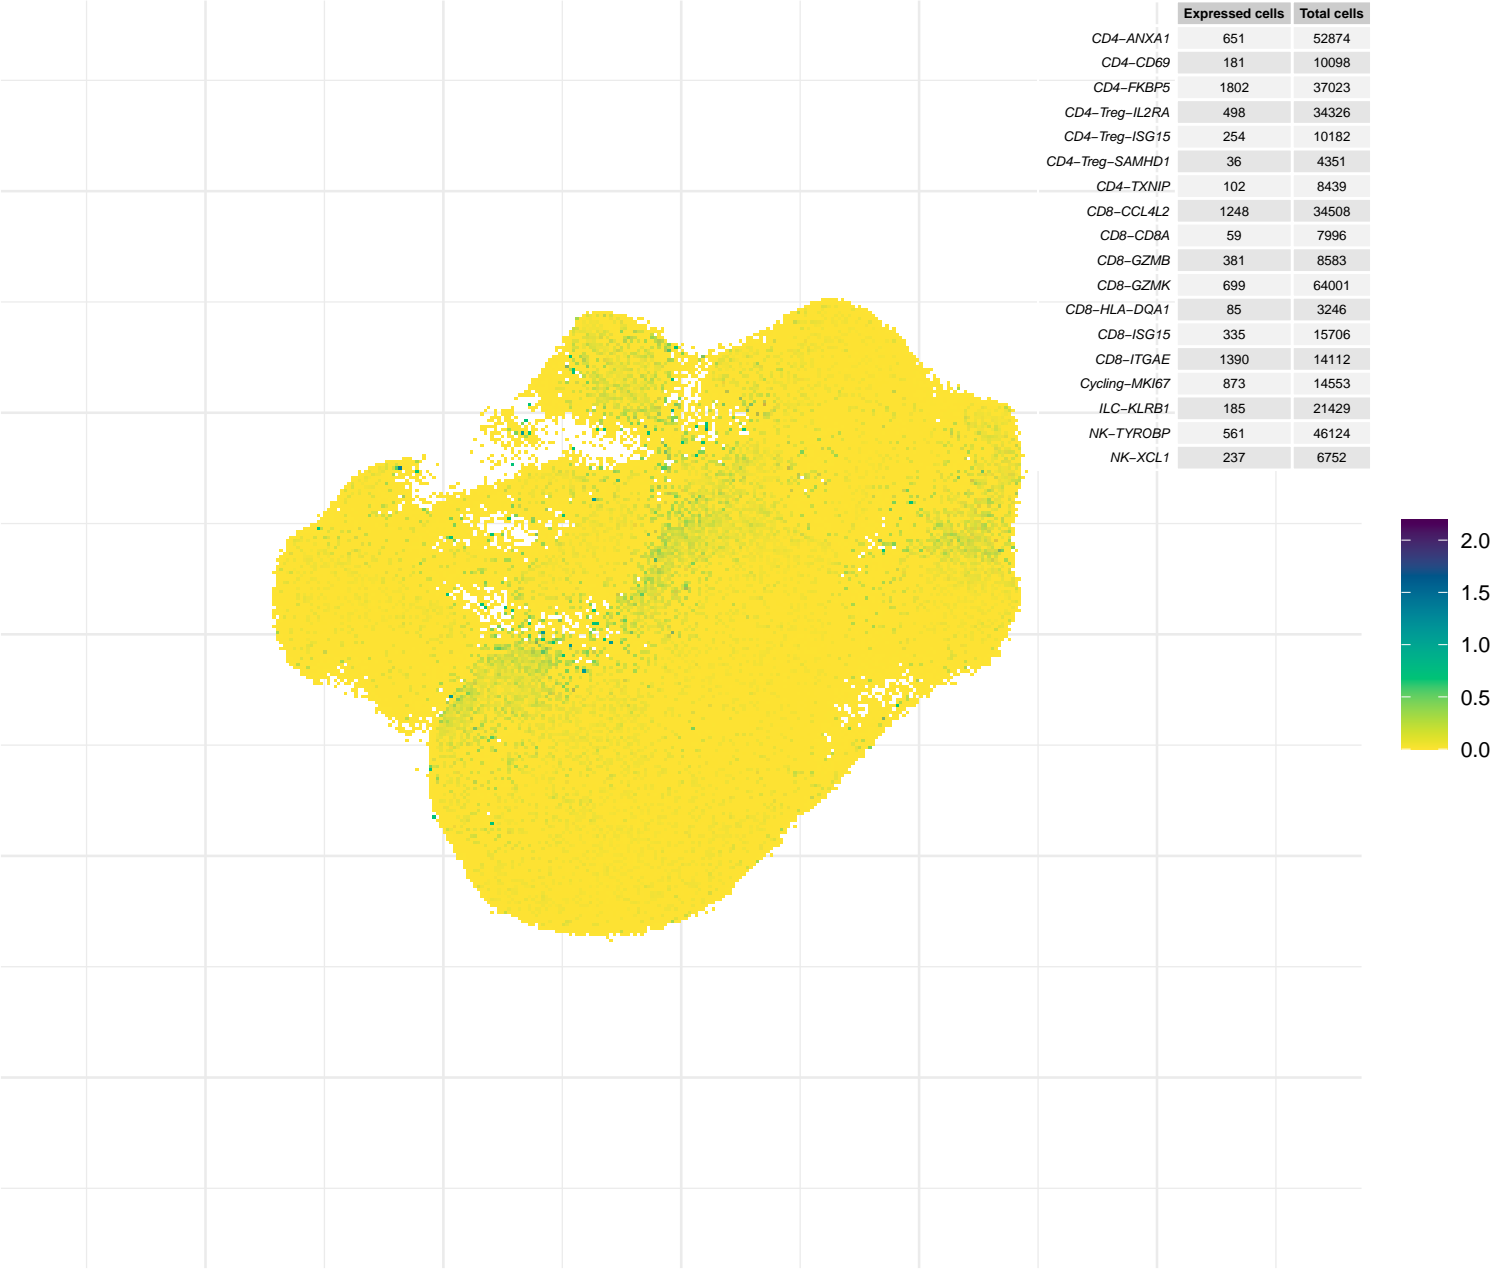 Expressed cells Total cells
CD4−ANXA1 651 52874
CD4−CD69 181 10098
CD4−FKBP5 1802 37023
CD4−Treg−IL2RA 498 34326
CD4−Treg−ISG15 254 10182
CD4−Treg−SAMHD1 36 4351
CD4−TXNIP 102 8439
CD8−CCL4L2 1248 34508
CD8−CD8A 59 7996
CD8−GZMB 381 8583
CD8−GZMK 699 64001
CD8−HLA−DQA1 85 3246
CD8−ISG15 335 15706
CD8−ITGAE 1390 14112
Cycling−MKI67 873 14553
ILC−KLRB1 185 21429
NK−TYROBP 561 46124
NK−XCL1 237 6752
2.0
1.5
1.0
0.5
0.0